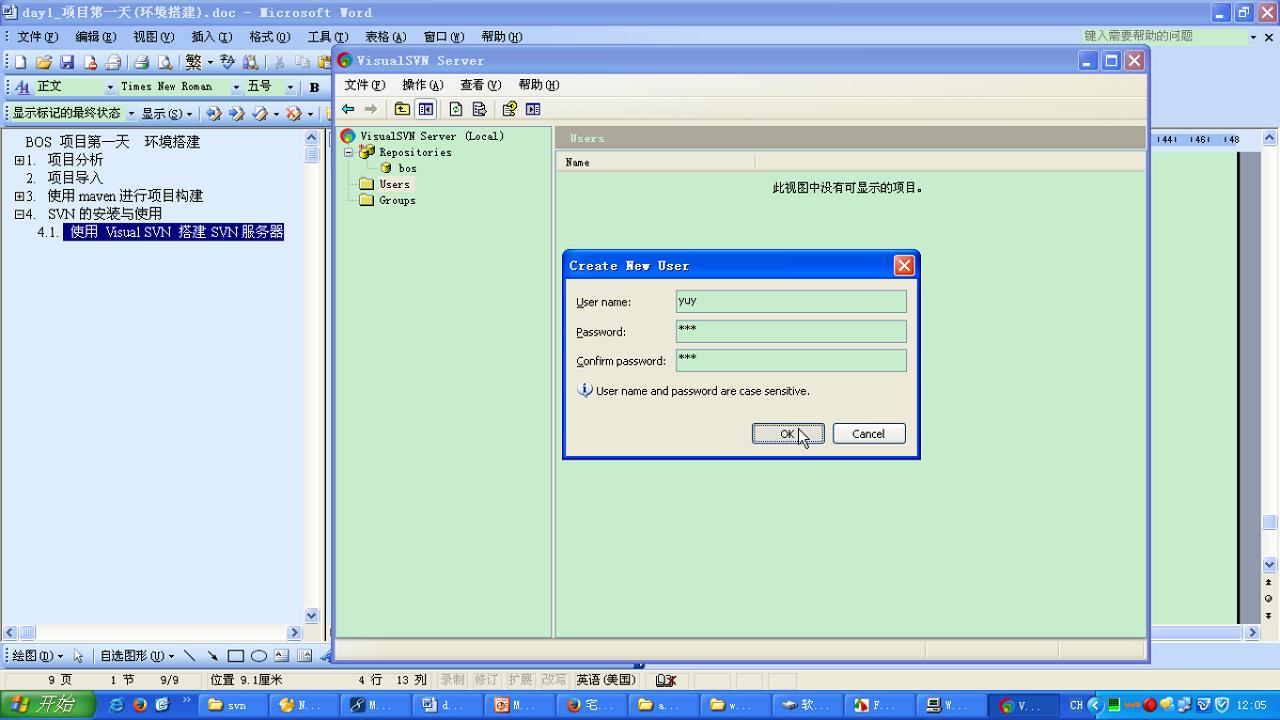 day1_项目第一天(环境搭建).doc - Microsoft Word
文件(F) 编辑(E) 视图(V) 插入(I) 格式(O) 工具(T) 表格(A) 窗口(W) 帮助(H) 键入需要帮助的问题
正文 Times New Roman 五号 B
显示标记的最终状态 显示(S)
BOS 项目第一天 环境搭建
1. 项目分析
2. 项目导入
3. 使用 maven 进行项目构建
4. SVN 的安装与使用
4.1. 使用 Visual SVN 搭建 SVN 服务器
VisualSVN Server
文件(F) 操作(A) 查看(V) 帮助(H)
VisualSVN Server (Local)
Repositories
bos
Users
Groups
Users
Name
此视图中没有可显示的项目。
Create New User
User name: yuy
Password: ***
Confirm password: ***
User name and password are case sensitive.
OK Cancel
44 46 48
绘图(D) 自选图形(U)
9 页 1 节 9/9 位置 9.1厘米 4 行 13 列 录制 修订 扩展 改写 英语(美国)
开始 svn N... M... d... M... 宅... a... w... 软... F... W... V... CH 12:05